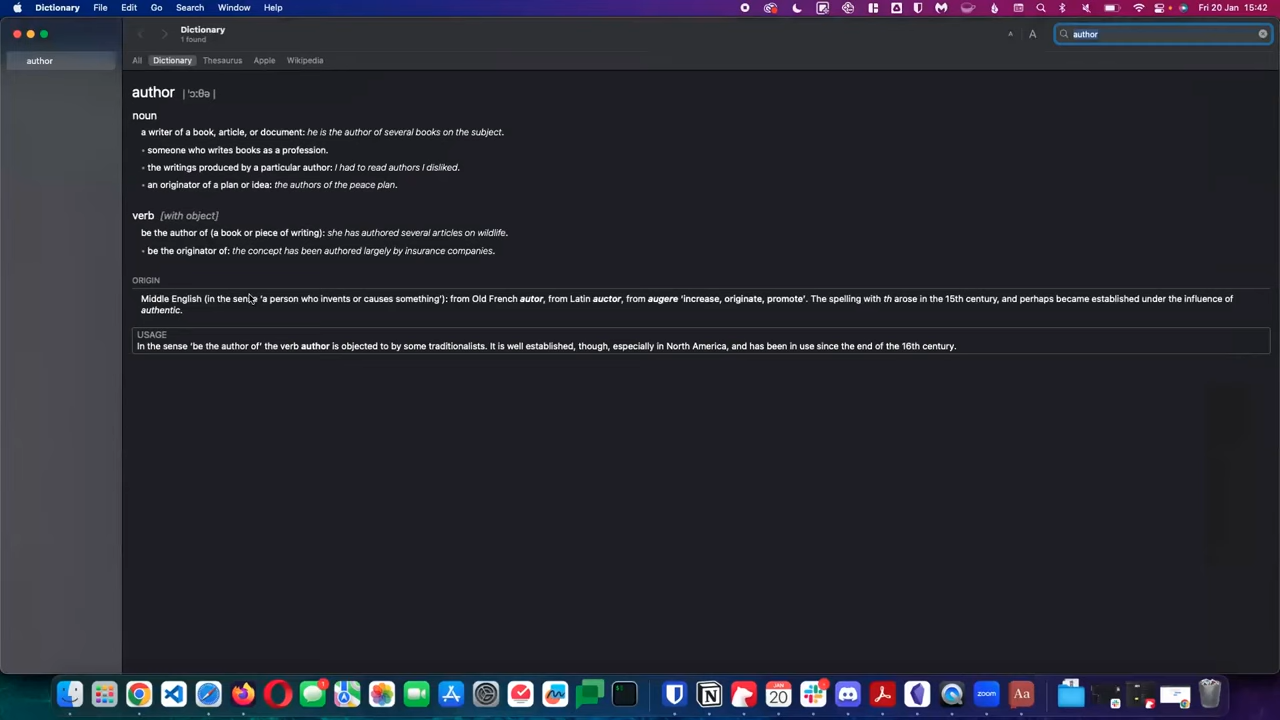 Dictionary File Edit Go Search Window Help Fri 20 Jan 15:42
Dictionary
1 found
A A author
author
All Dictionary Thesaurus Apple Wikipedia
author | ˈɔːθə |
noun
a writer of a book, article, or document: he is the author of several books on the subject.
• someone who writes books as a profession.
• the writings produced by a particular author: I had to read authors I disliked.
• an originator of a plan or idea: the authors of the peace plan.
verb [with object]
be the author of (a book or piece of writing): she has authored several articles on wildlife.
• be the originator of: the concept has been authored largely by insurance companies.
ORIGIN
Middle English (in the sense ‘a person who invents or causes something’): from Old French autor, from Latin auctor, from augere ‘increase, originate, promote’. The spelling with th arose in the 15th century, and perhaps became established under the influence of
authentic.
USAGE
In the sense ‘be the author of’ the verb author is objected to by some traditionalists. It is well established, though, especially in North America, and has been in use since the end of the 16th century.
20 zoom Aa